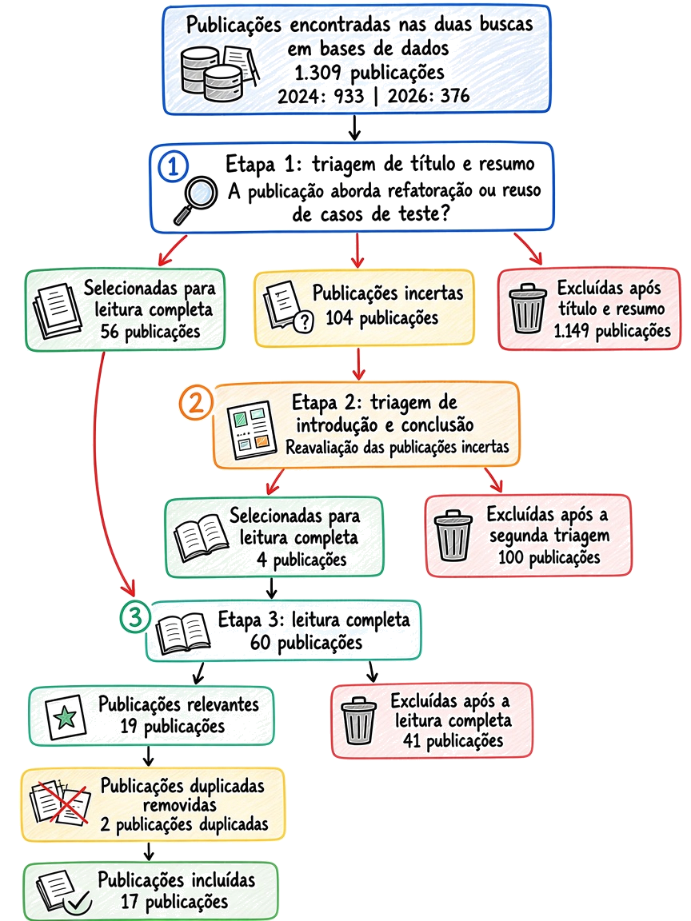 Publicações encontradas nas duas buscas
em bases de dados
1.309 publicações
2024: 933 | 2026: 376
1
Etapa 1: triagem de título e resumo
A publicação aborda refatoração ou reuso
de casos de teste?
Selecionadas para
leitura completa
56 publicações
?
Publicações incertas
104 publicações
Excluídas após
título e resumo
1.149 publicações
2
Etapa 2: triagem de
introdução e conclusão
Reavaliação das publicações incertas
Selecionadas para
leitura completa
4 publicações
Excluídas após a
segunda triagem
100 publicações
3
Etapa 3: leitura completa
60 publicações
Publicações relevantes
19 publicações
Excluídas após a
leitura completa
41 publicações
Publicações duplicadas
removidas
2 publicações duplicadas
Publicações incluídas
17 publicações